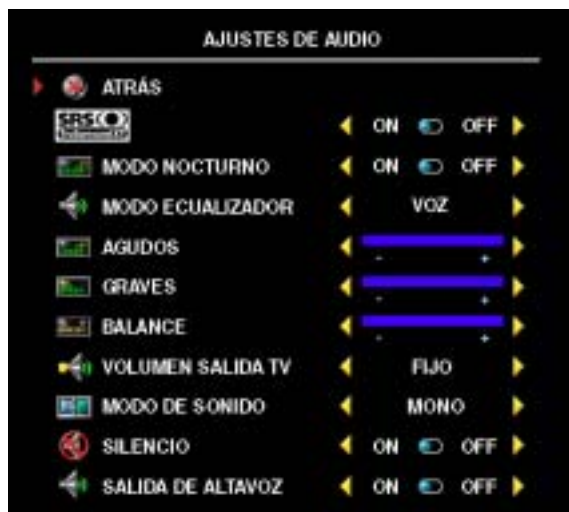 AJUSTES DE AUDIO
ATRÁS
SRS ON OFF
MODO NOCTURNO ON OFF
MODO ECUALIZADOR VOZ
AGUDOS - +
GRAVES - +
BALANCE - +
VOLUMEN SALIDA TV FIJO
MODO DE SONIDO MONO
SILENCIO ON OFF
SALIDA DE ALTAVOZ ON OFF